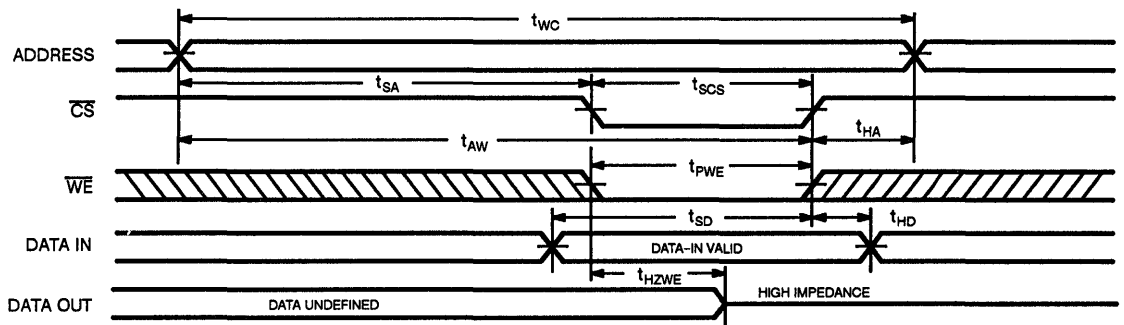 tWC
ADDRESS
tSA
tSCS
CS
tAW
tHA
tPWE
WE
tSD
tHD
DATA IN
DATA-IN VALID
tHZWE
DATA OUT
DATA UNDEFINED
HIGH IMPEDANCE